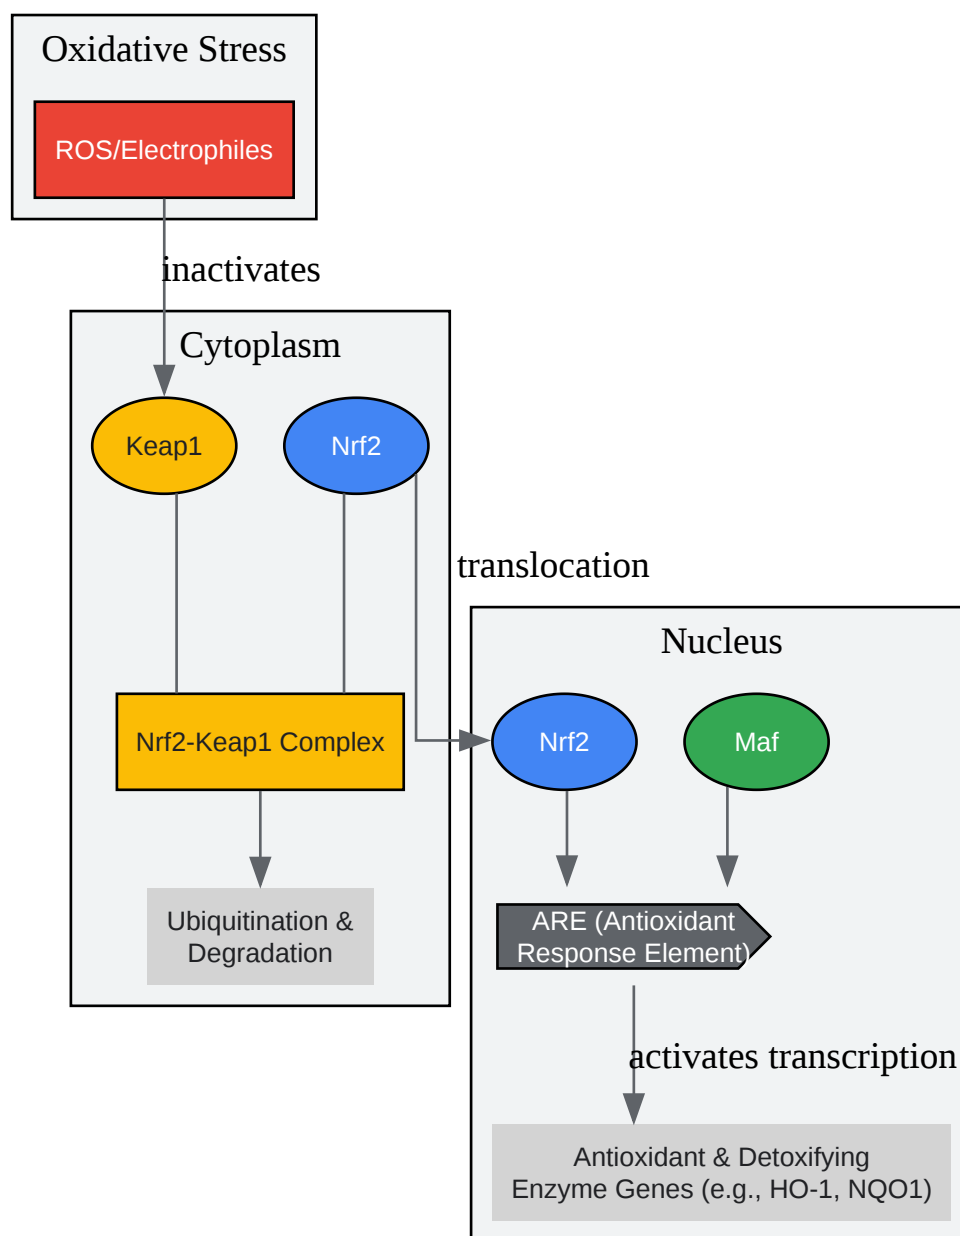 Oxidative Stress
ROS/Electrophiles
inactivates
Cytoplasm
Keap1
Nrf2
translocation
Nucleus
Nrf2-Keap1 Complex
Nrf2
Maf
Ubiquitination &
Degradation
ARE (Antioxidant
Response Element)
activates transcription
Antioxidant & Detoxifying
Enzyme Genes (e.g., HO-1, NQO1)